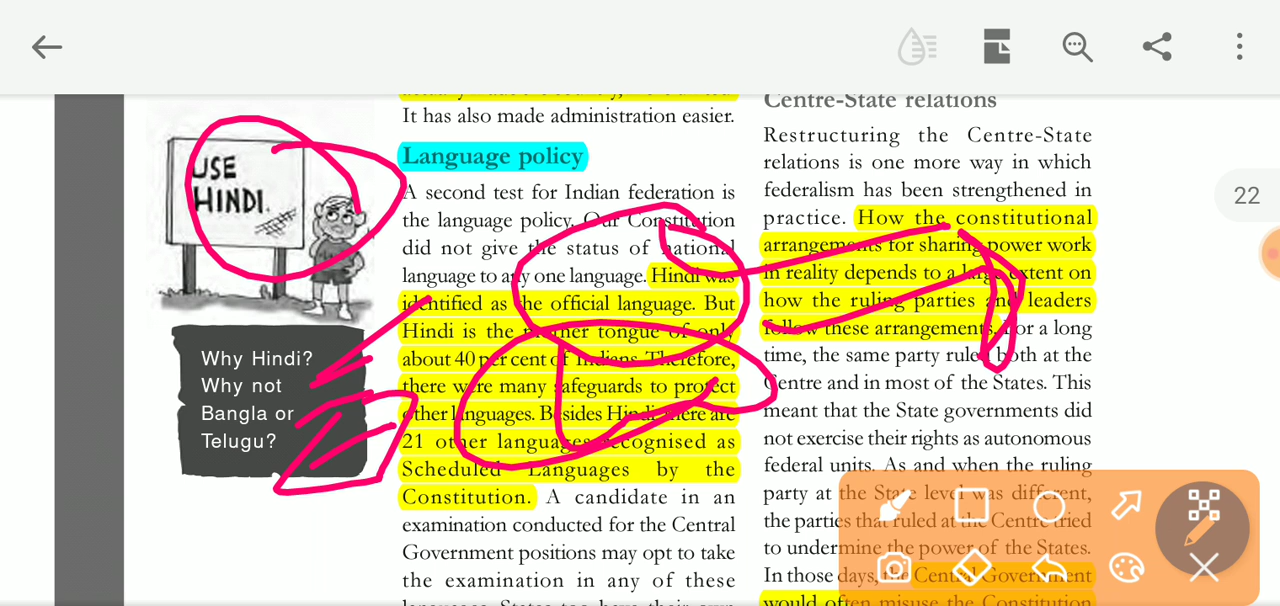 22
USE
HINDI.
Why Hindi?
Why not
Bangla or
Telugu?
It has also made administration easier.
Language policy
A second test for Indian federation is
the language policy. Our Constitution
did not give the status of national
language to any one language. Hindi was
identified as the official language. But
Hindi is the mother tongue of only
about 40 per cent of Indians. Therefore,
there were many safeguards to protect
other languages. Besides Hindi, there are
21 other languages recognised as
Scheduled Languages by the
Constitution. A candidate in an
examination conducted for the Central
Government positions may opt to take
the examination in any of these
Centre-State relations
Restructuring the Centre-State
relations is one more way in which
federalism has been strengthened in
practice. How the constitutional
arrangements for sharing power work
in reality depends to a large extent on
how the ruling parties and leaders
follow these arrangements. For a long
time, the same party ruled both at the
Centre and in most of the States. This
meant that the State governments did
not exercise their rights as autonomous
federal units. As and when the ruling
party at the State level was different,
the parties that ruled at the Centre tried
to undermine the power of the States.
In those days, the Central Government
would often misuse the Constitution